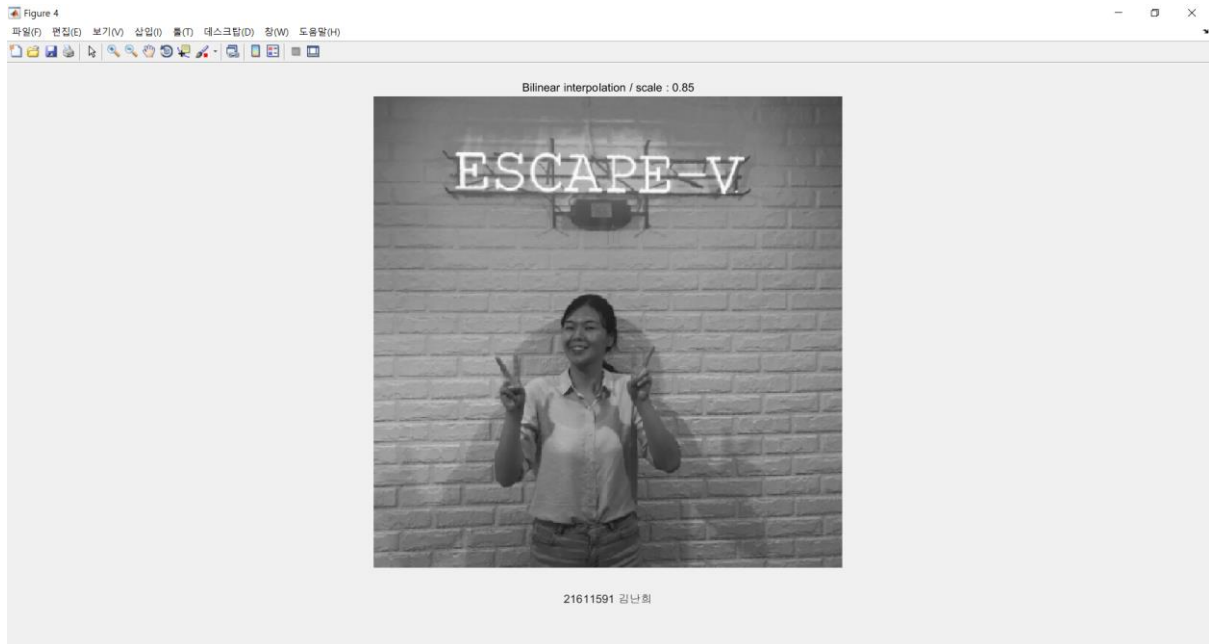 Figure 4
파일(F) 편집(E) 보기(V) 삽입(I) 툴(T) 데스크탑(D) 창(W) 도움말(H)
Bilinear interpolation / scale : 0.85
ESCAPE-V
21611591 김난희